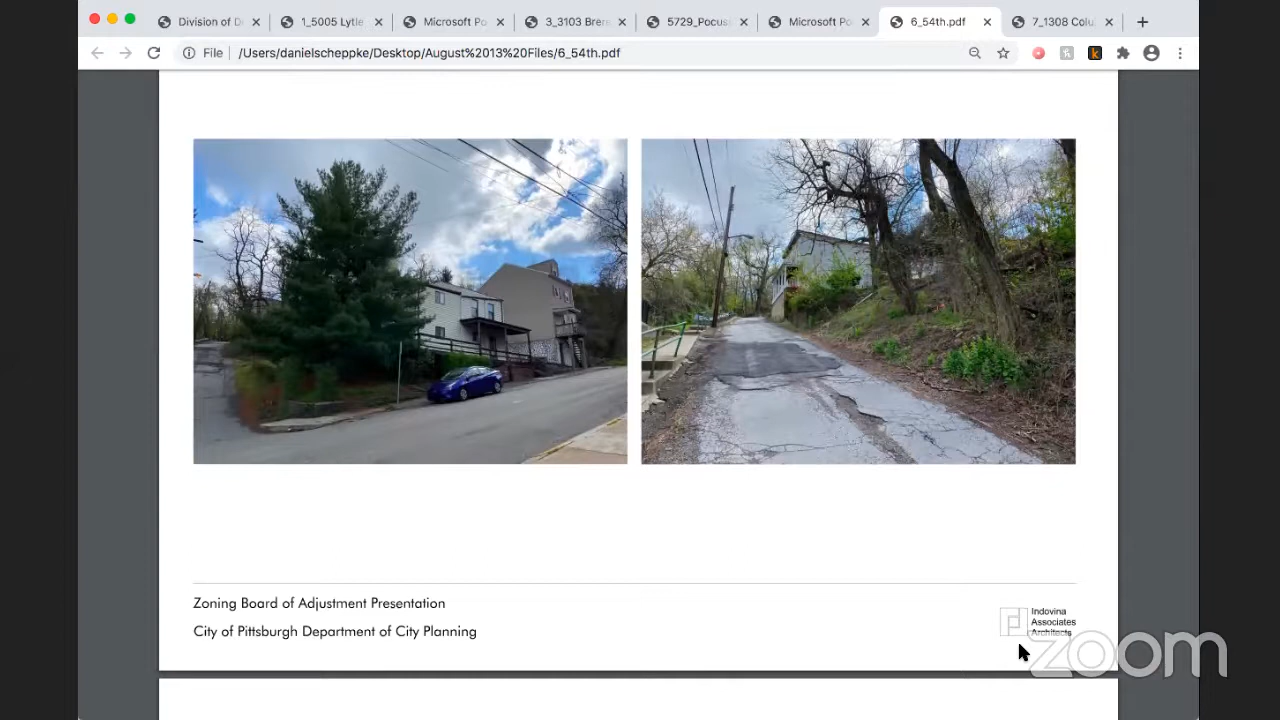 Division of D
1_5005 Lytle
Microsoft Po
3_3103 Brere
5729_Pocus
Microsoft Po
6_54th.pdf
7_1308 Colu
File
/Users/danielscheppke/Desktop/August%2013%20Files/6_54th.pdf
Zoning Board of Adjustment Presentation
City of Pittsburgh Department of City Planning
Indovina
Associates
Architects
zoom